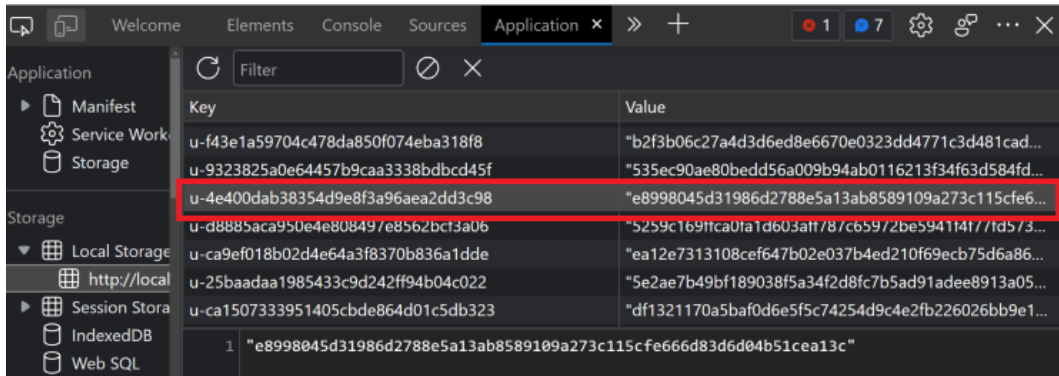 Welcome Elements Console Sources Application 1 7
Application
Manifest
Service Work
Storage
Storage
Local Storage
http://local
Session Stora
IndexedDB
Web SQL
Filter
Key Value
u-f43e1a59704c478da850f074eba318f8 "b2f3b06c27a4d3d6ed8e6670e0323dd4771c3d481cad...
u-9323825a0e64457b9caa3338bdbcd45f "535ec90ae80bedd56a009b94ab0116213f34f63d584fd...
u-4e400dab38354d9e8f3a96aea2dd3c98 "e8998045d31986d2788e5a13ab8589109a273c115cfe6...
u-d8885aca950e4e808497e8562bcf3a06 "5259c169ffca0fa1d603aff787c65972be5941f4f77fd573...
u-ca9ef018b02d4e64a3f8370b836a1dde "ea12e7313108cef647b02e037b4ed210f69ecb75d6a86...
u-25baadaa1985433c9d242ff94b04c022 "5e2ae7b49bf189038f5a34f2d8fc7b5ad91adee8913a05...
u-ca1507333951405cbde864d01c5db323 "df1321170a5baf0d6e5f5c74254d9c4e2fb226026bb9e1...
1 "e8998045d31986d2788e5a13ab8589109a273c115cfe666d83d6d04b51cea13c"